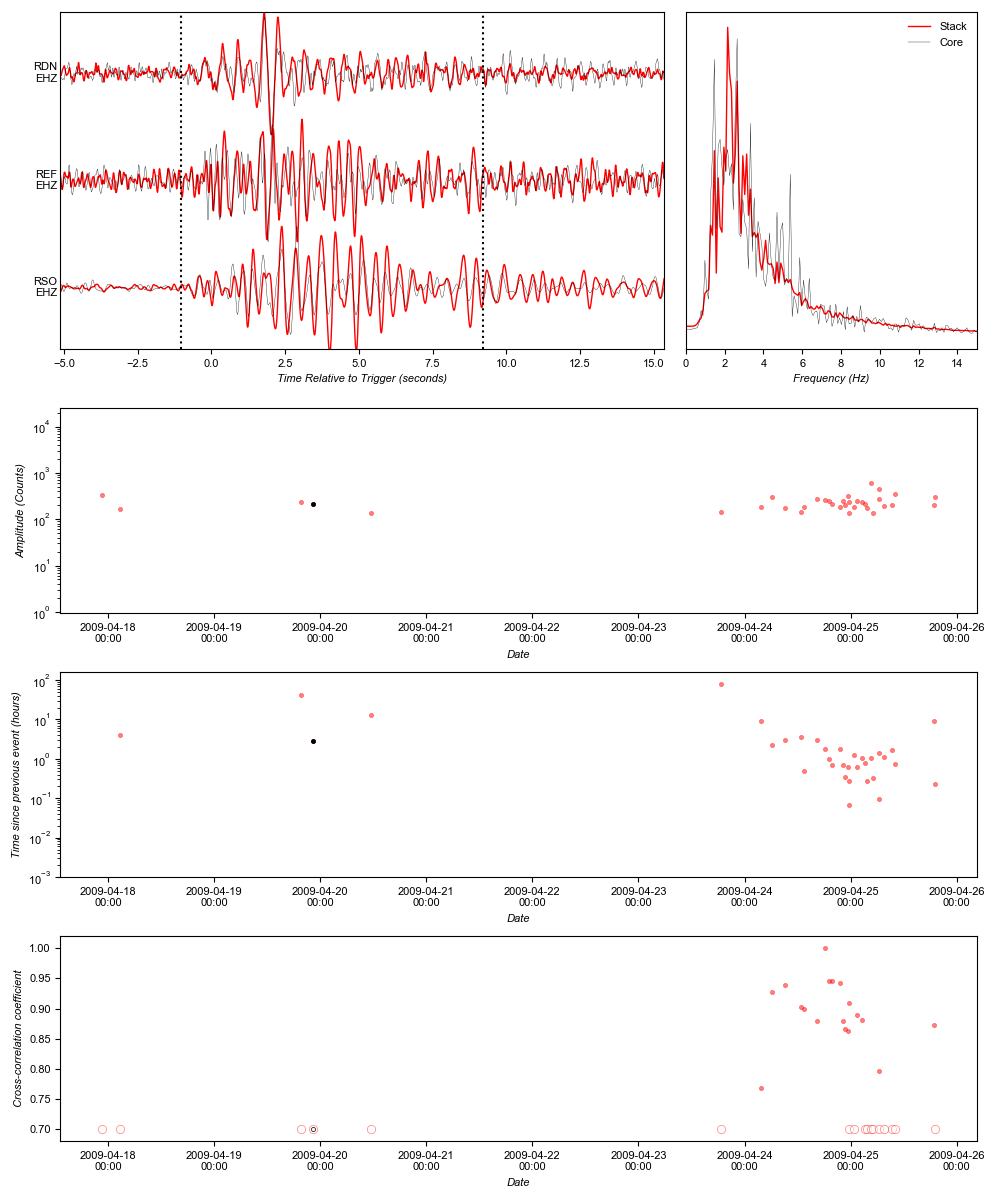 RDN
EHZ
REF
EHZ
RSO
EHZ
−5.0 −2.5 0.0 2.5 5.0 7.5 10.0 12.5 15.0
Time Relative to Trigger (seconds)
Stack
Core
0 2 4 6 8 10 12 14
Frequency (Hz)
Amplitude (Counts)
10⁴
10³
10²
10¹
10⁰
2009-04-18 2009-04-19 2009-04-20 2009-04-21 2009-04-22 2009-04-23 2009-04-24 2009-04-25 2009-04-26
00:00 00:00 00:00 00:00 00:00 00:00 00:00 00:00 00:00
Date
Time since previous event (hours)
10²
10¹
10⁰
10⁻¹
10⁻²
10⁻³
2009-04-18 2009-04-19 2009-04-20 2009-04-21 2009-04-22 2009-04-23 2009-04-24 2009-04-25 2009-04-26
00:00 00:00 00:00 00:00 00:00 00:00 00:00 00:00 00:00
Date
Cross-correlation coefficient
1.00
0.95
0.90
0.85
0.80
0.75
0.70
2009-04-18 2009-04-19 2009-04-20 2009-04-21 2009-04-22 2009-04-23 2009-04-24 2009-04-25 2009-04-26
00:00 00:00 00:00 00:00 00:00 00:00 00:00 00:00 00:00
Date